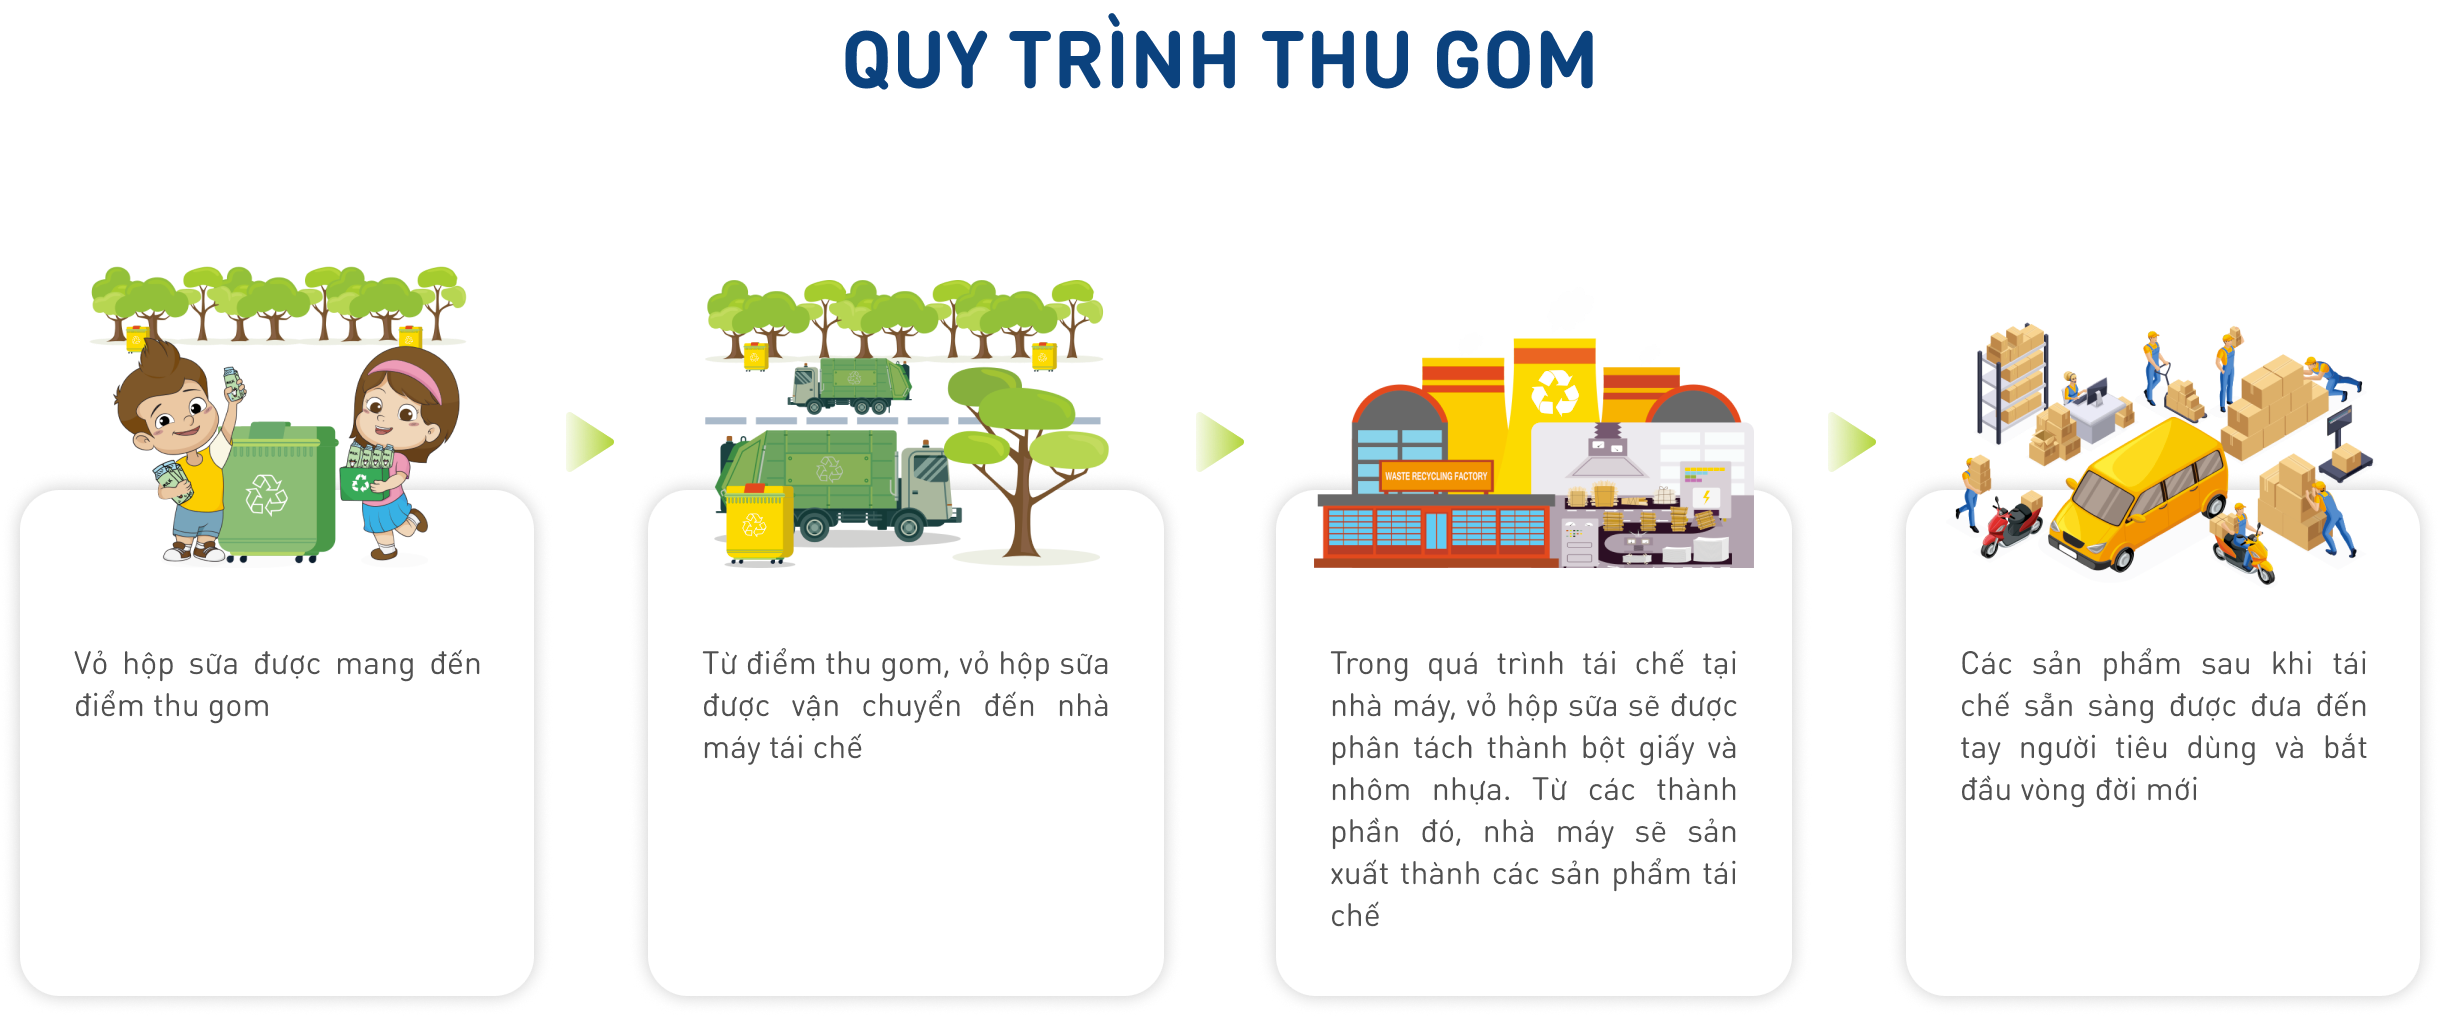 QUY TRÌNH THU GOM
WASTE RECYCLING FACTORY
Vỏ hộp sữa được mang đến
điểm thu gom
Từ điểm thu gom, vỏ hộp sữa
được vận chuyển đến nhà
máy tái chế
Trong quá trình tái chế tại
nhà máy, vỏ hộp sữa sẽ được
phân tách thành bột giấy và
nhôm nhựa. Từ các thành
phần đó, nhà máy sẽ sản
xuất thành các sản phẩm tái
chế
Các sản phẩm sau khi tái
chế sẵn sàng được đưa đến
tay người tiêu dùng và bắt
đầu vòng đời mới